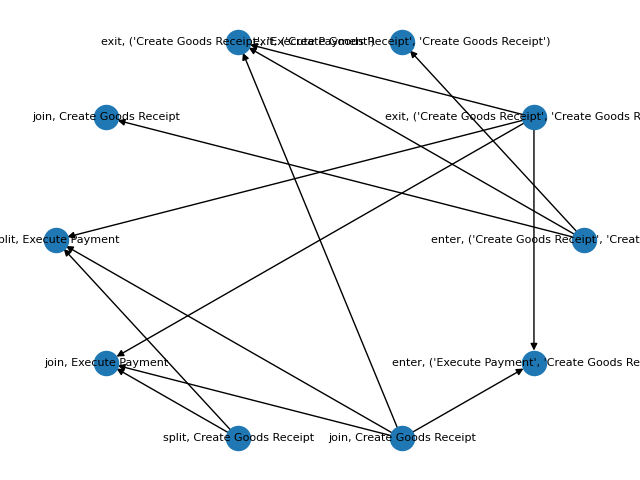 exit, ('Create Goods Receipt', 'Execute Payment')
exit, ('Create Goods Receipt', 'Create Goods Receipt')
join, Create Goods Receipt
exit, ('Create Goods Receipt', 'Create Goods R
plit, Execute Payment
enter, ('Create Goods Receipt', 'Creat
join, Execute Payment
enter, ('Execute Payment', 'Create Goods Re
split, Create Goods Receipt
join, Create Goods Receipt